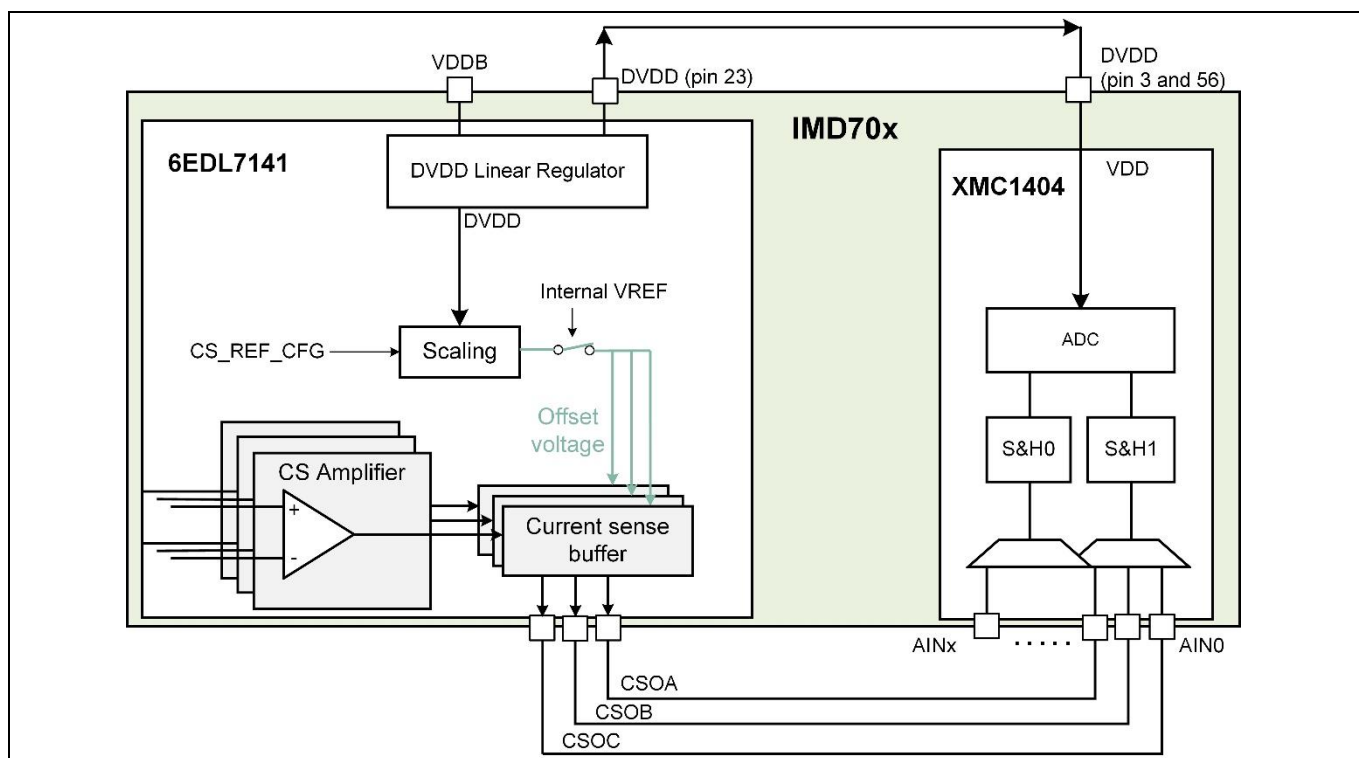 VDDB
DVDD (pin 23)
DVDD
(pin 3 and 56)
IMD70x
6EDL7141
DVDD Linear Regulator
VDD
XMC1404
DVDD
Internal VREF
CS_REF_CFG
Scaling
ADC
Offset
voltage
S&H0
S&H1
CS Amplifier
+
-
Current sense
buffer
AINx
.....
AIN0
CSOA
CSOB
CSOC